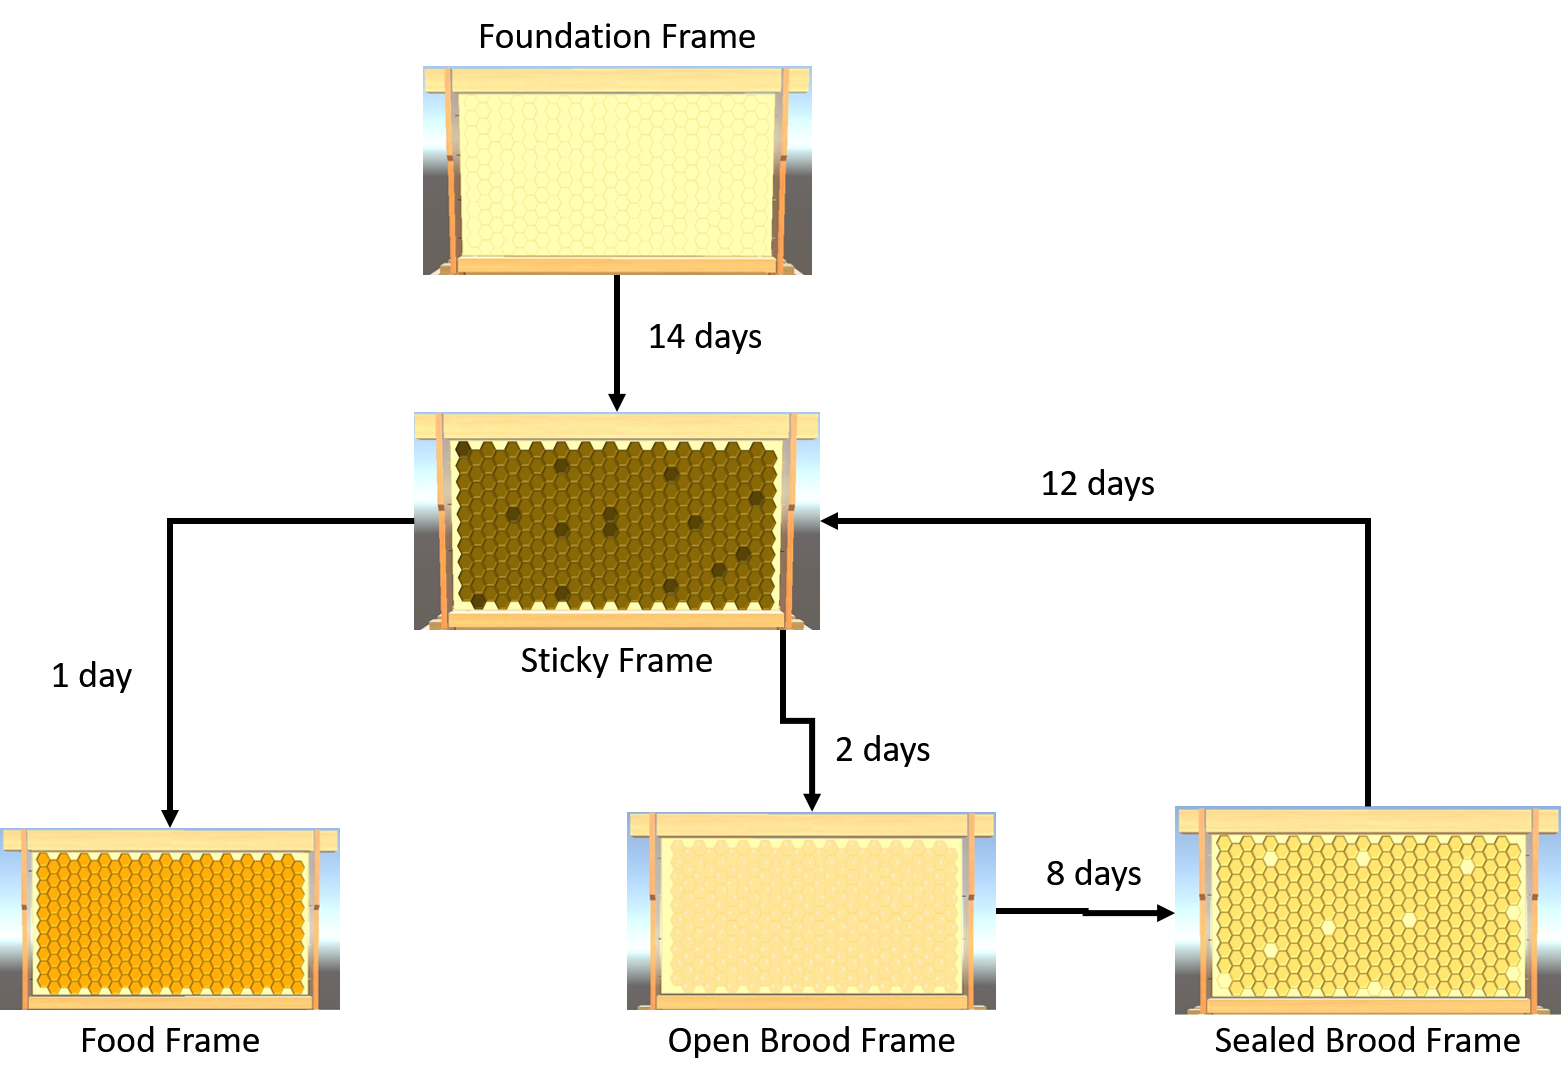 Foundation Frame
14 days
12 days
Sticky Frame
1 day
2 days
8 days
Food Frame
Open Brood Frame
Sealed Brood Frame